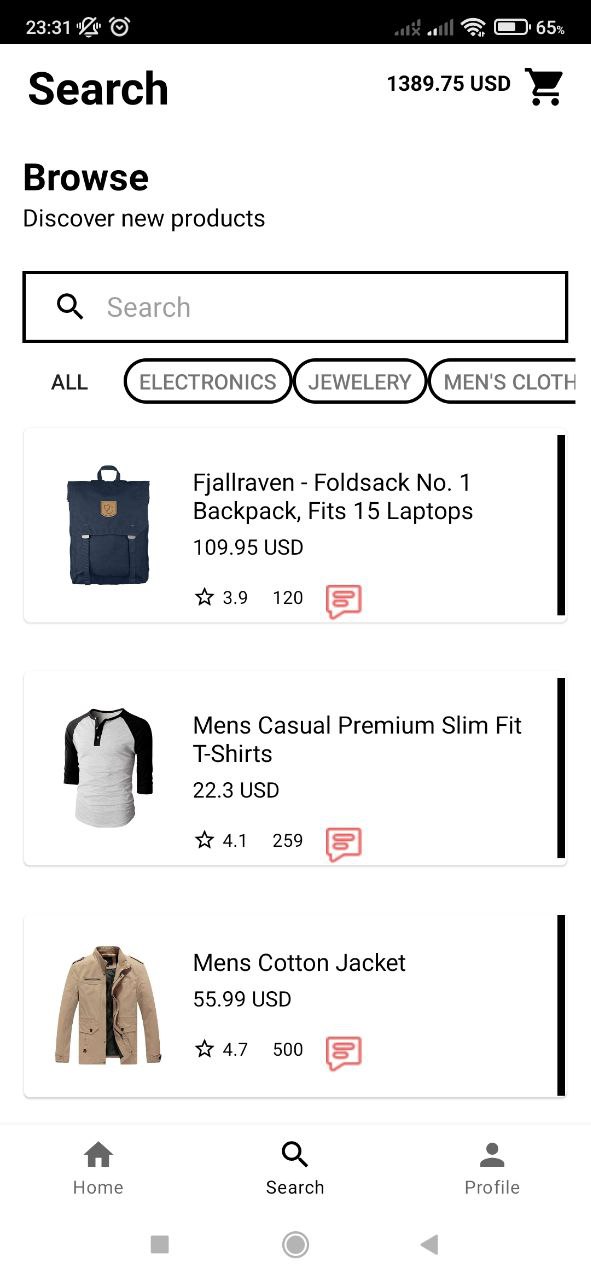 23:31 65%
Search 1389.75 USD
Browse
Discover new products
Search
ALL ELECTRONICS JEWELERY MEN'S CLOTH
Fjallraven - Foldsack No. 1
Backpack, Fits 15 Laptops
109.95 USD
3.9 120
Mens Casual Premium Slim Fit
T-Shirts
22.3 USD
4.1 259
Mens Cotton Jacket
55.99 USD
4.7 500
Home Search Profile